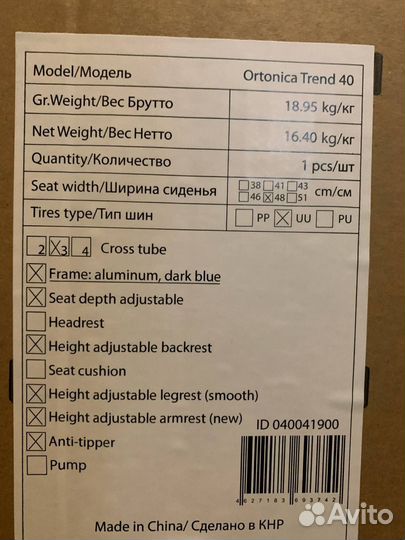 Model/Модель Ortonica Trend 40
Gr.Weight/Вес Брутто 18.95 kg/кг
Net Weight/Вес Нетто 16.40 kg/кг
Quantity/Количество 1 pcs/шт
Seat width/Ширина сиденья 38 41 43 cm/см
46 48 51
Tires type/Тип шин PP UU PU
2 3 4 Cross tube
Frame: aluminum, dark blue
Seat depth adjustable
Headrest
Height adjustable backrest
Seat cushion
Height adjustable legrest (smooth)
Height adjustable armrest (new)
ID 040041900
Anti-tipper
Pump
4 627183 693742
Made in China/ Сделано в КНР
Avito